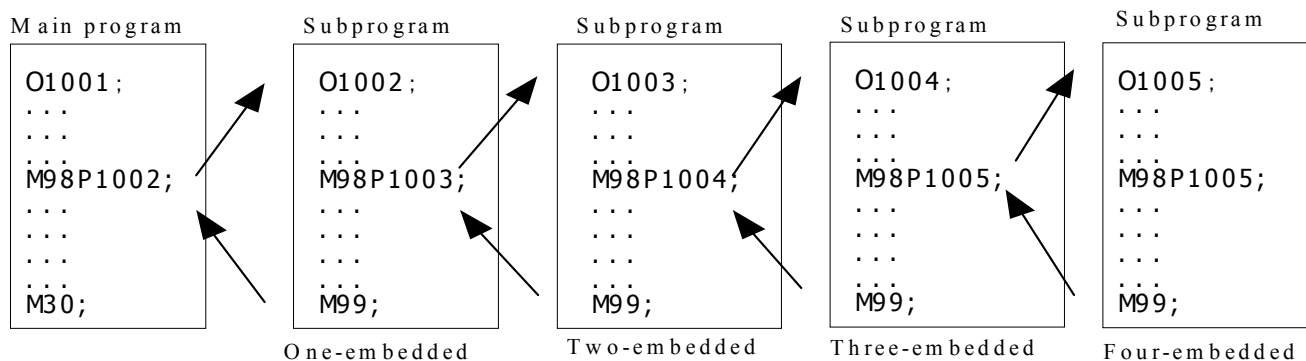 Main program
O1001;
...
...
...
M98P1002;
...
...
...
...
M30;
Subprogram
O1002;
...
...
...
M98P1003;
...
...
...
...
M99;
One-embedded
Subprogram
O1003;
...
...
...
M98P1004;
...
...
...
...
M99;
Two-embedded
Subprogram
O1004;
...
...
...
M98P1005;
...
...
...
...
M99;
Three-embedded
Subprogram
O1005;
...
...
...
M98P1005;
...
...
...
...
M99;
Four-embedded